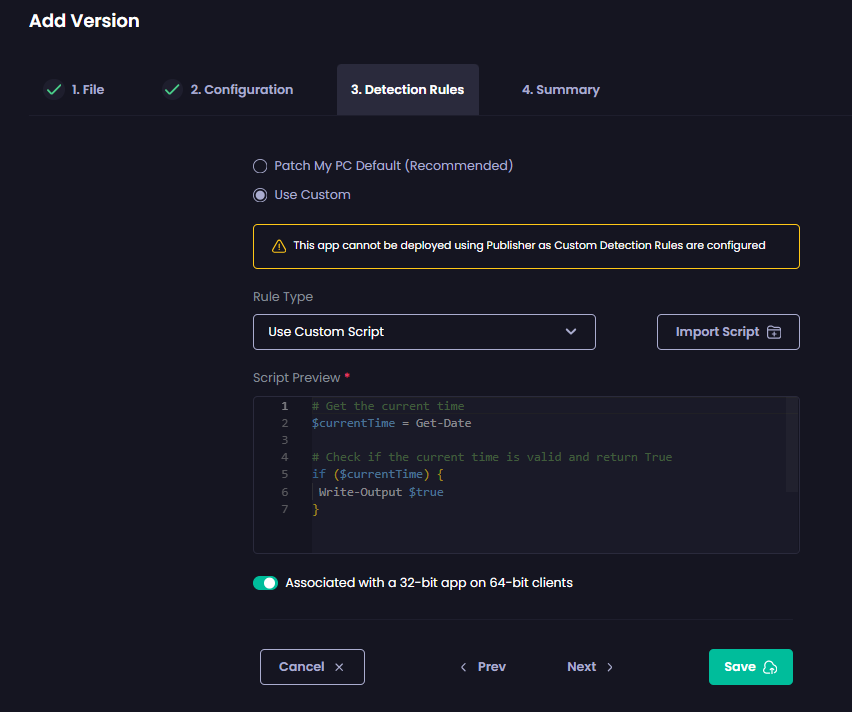 Add Version
1. File
2. Configuration
3. Detection Rules
4. Summary
Patch My PC Default (Recommended)
Use Custom
This app cannot be deployed using Publisher as Custom Detection Rules are configured
Rule Type
Use Custom Script
Import Script
Script Preview *
1 # Get the current time
2 $currentTime = Get-Date
3
4 # Check if the current time is valid and return True
5 if ($currentTime) {
6 Write-Output $true
7 }
Associated with a 32-bit app on 64-bit clients
Cancel
Prev
Next
Save